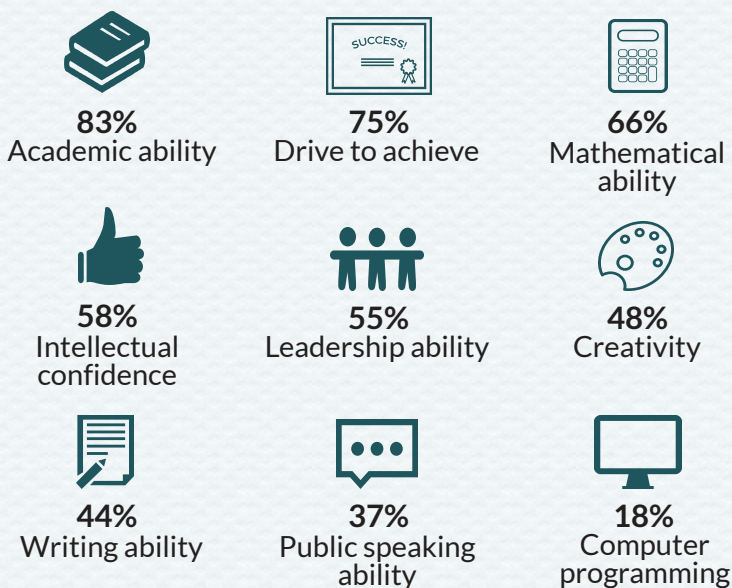 SUCCESS!
83%
Academic ability
75%
Drive to achieve
66%
Mathematical
ability
58%
Intellectual
confidence
55%
Leadership ability
48%
Creativity
44%
Writing ability
37%
Public speaking
ability
18%
Computer
programming